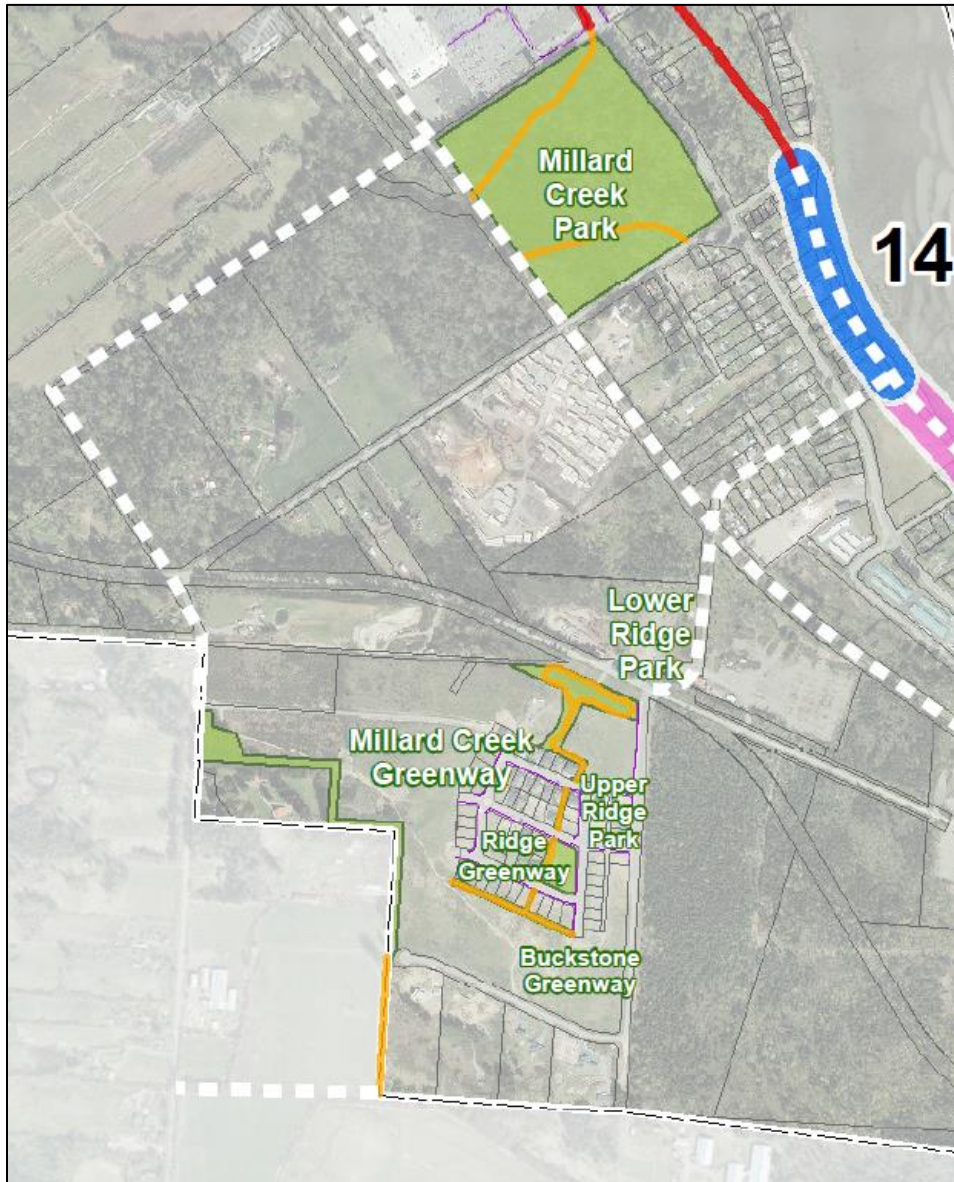 Millard
Creek
Park
14
Lower
Ridge
Park
Millard Creek
Greenway
Upper
Ridge
Park
Ridge
Greenway
Buckstone
Greenway